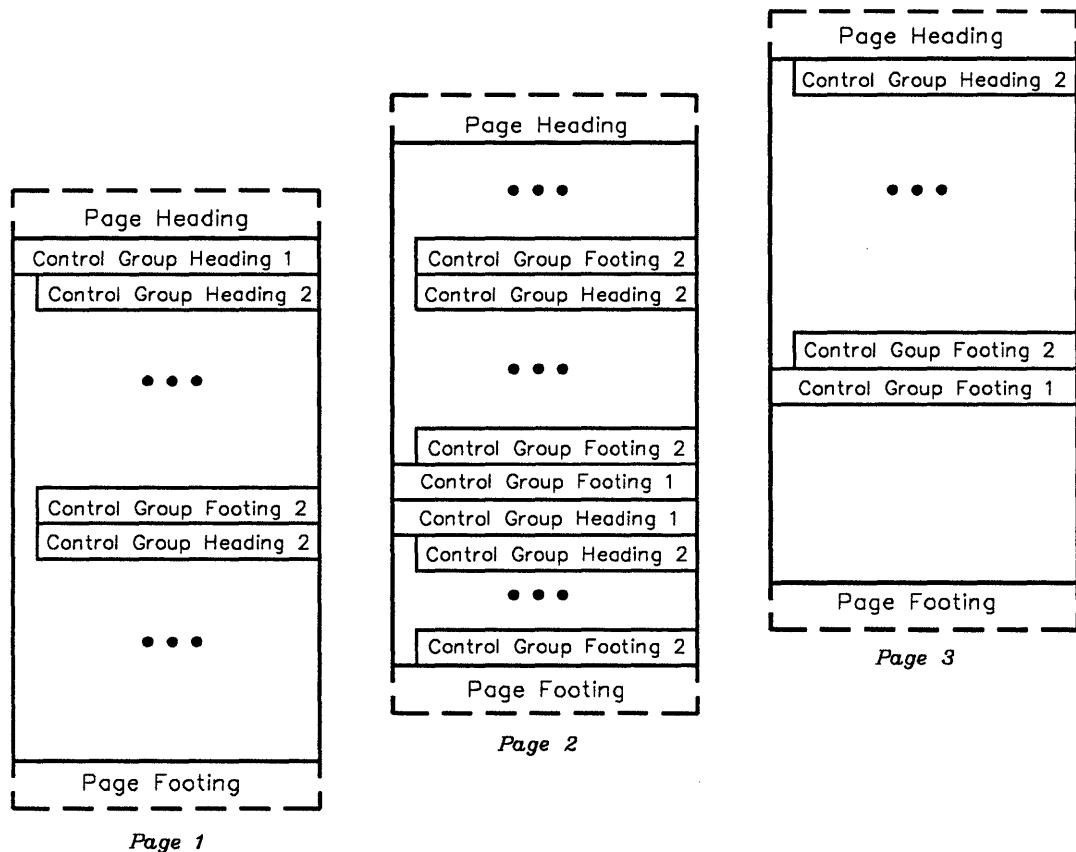 Page Heading
Control Group Heading 1
Control Group Heading 2
Control Group Footing 2
Control Group Heading 2
Page Footing
Page 1
Page Heading
Control Group Footing 2
Control Group Heading 2
Control Group Footing 2
Control Group Footing 1
Control Group Heading 1
Control Group Heading 2
Control Group Footing 2
Page Footing
Page 2
Page Heading
Control Group Heading 2
Control Goup Footing 2
Control Group Footing 1
Page Footing
Page 3